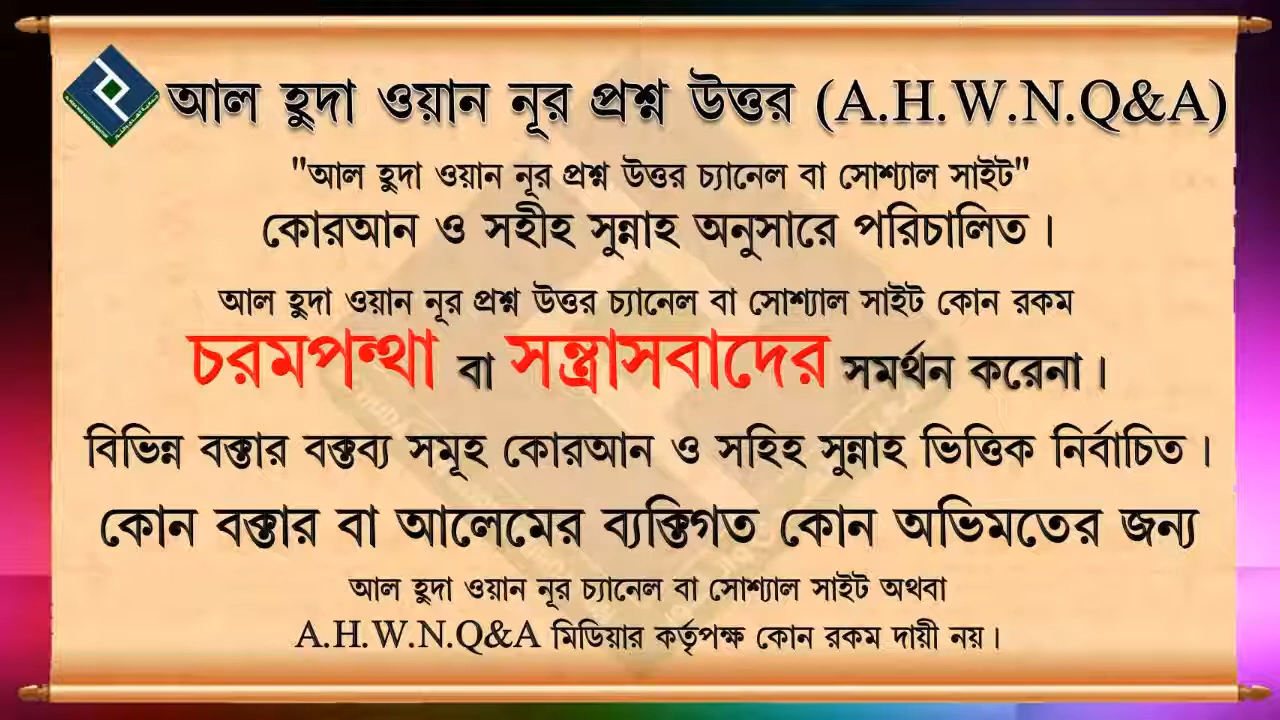 আল হুদা ওয়ান নূর প্রশ্ন উত্তর (A.H.W.N.Q&A)
"আল হুদা ওয়ান নূর প্রশ্ন উত্তর চ্যানেল বা সোশ্যাল সাইট"
কোরআন ও সহীহ সুন্নাহ অনুসারে পরিচালিত।
আল হুদা ওয়ান নূর প্রশ্ন উত্তর চ্যানেল বা সোশ্যাল সাইট কোন রকম
চরমপন্থা বা সন্ত্রাসবাদের সমর্থন করেনা।
বিভিন্ন বক্তার বক্তব্য সমূহ কোরআন ও সহিহ সুন্নাহ ভিত্তিক নির্বাচিত।
কোন বক্তার বা আলেমের ব্যক্তিগত কোন অভিমতের জন্য
আল হুদা ওয়ান নূর চ্যানেল বা সোশ্যাল সাইট অথবা
A.H.W.N.Q&A মিডিয়ার কর্তৃপক্ষ কোন রকম দায়ী নয়।